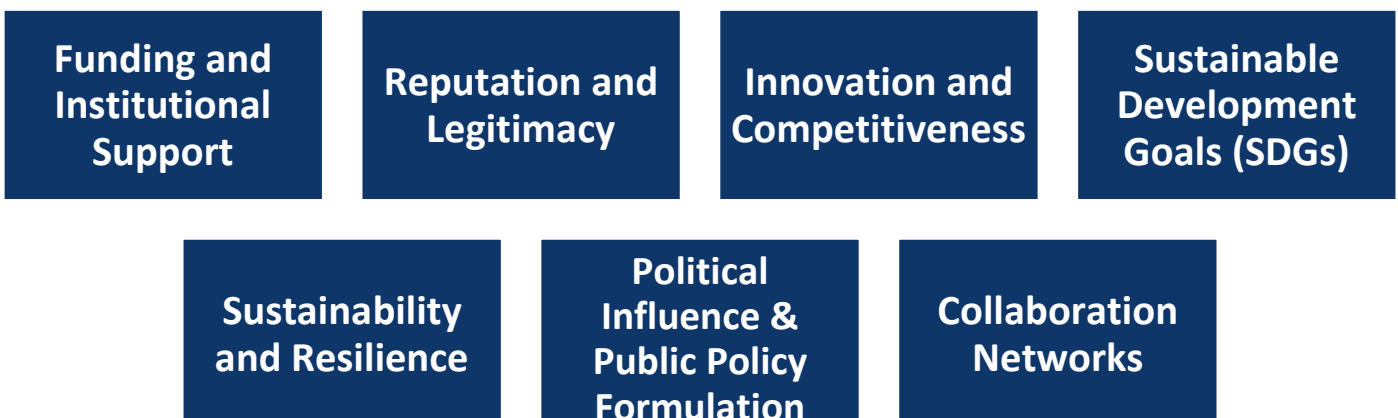 Funding and
Institutional
Support
Reputation and
Legitimacy
Innovation and
Competitiveness
Sustainable
Development
Goals (SDGs)
Sustainability
and Resilience
Political
Influence &
Public Policy
Formulation
Collaboration
Networks